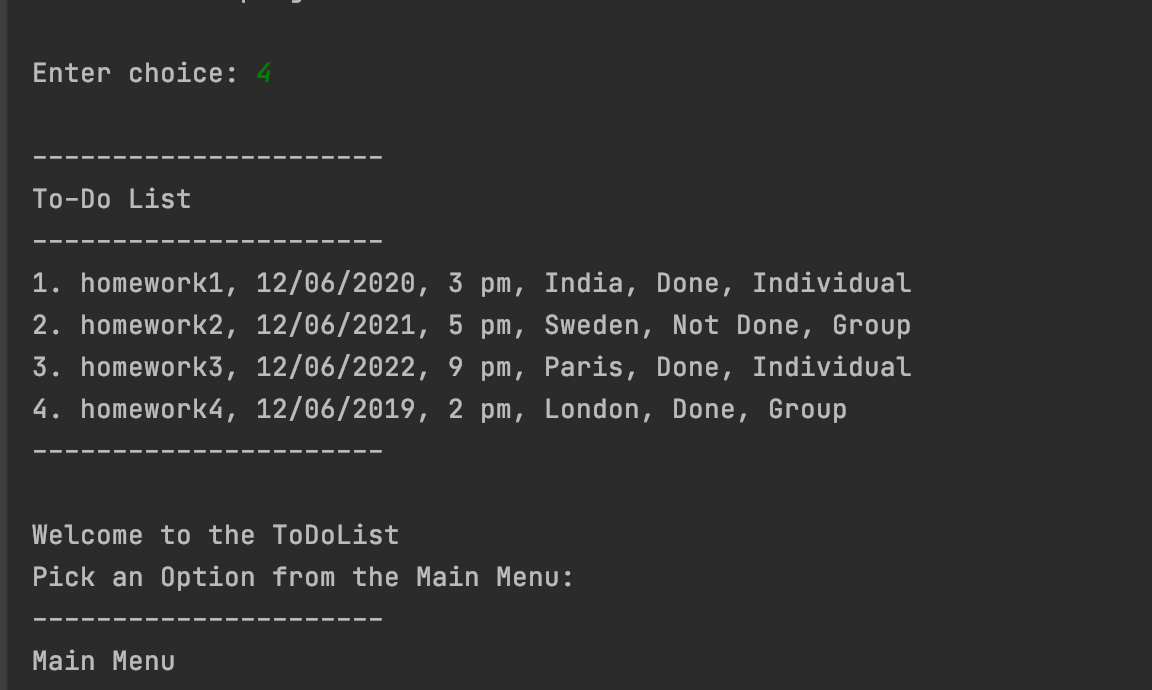 Enter choice: 4
----------------------
To-Do List
----------------------
1. homework1, 12/06/2020, 3 pm, India, Done, Individual
2. homework2, 12/06/2021, 5 pm, Sweden, Not Done, Group
3. homework3, 12/06/2022, 9 pm, Paris, Done, Individual
4. homework4, 12/06/2019, 2 pm, London, Done, Group
----------------------
Welcome to the ToDoList
Pick an Option from the Main Menu:
----------------------
Main Menu